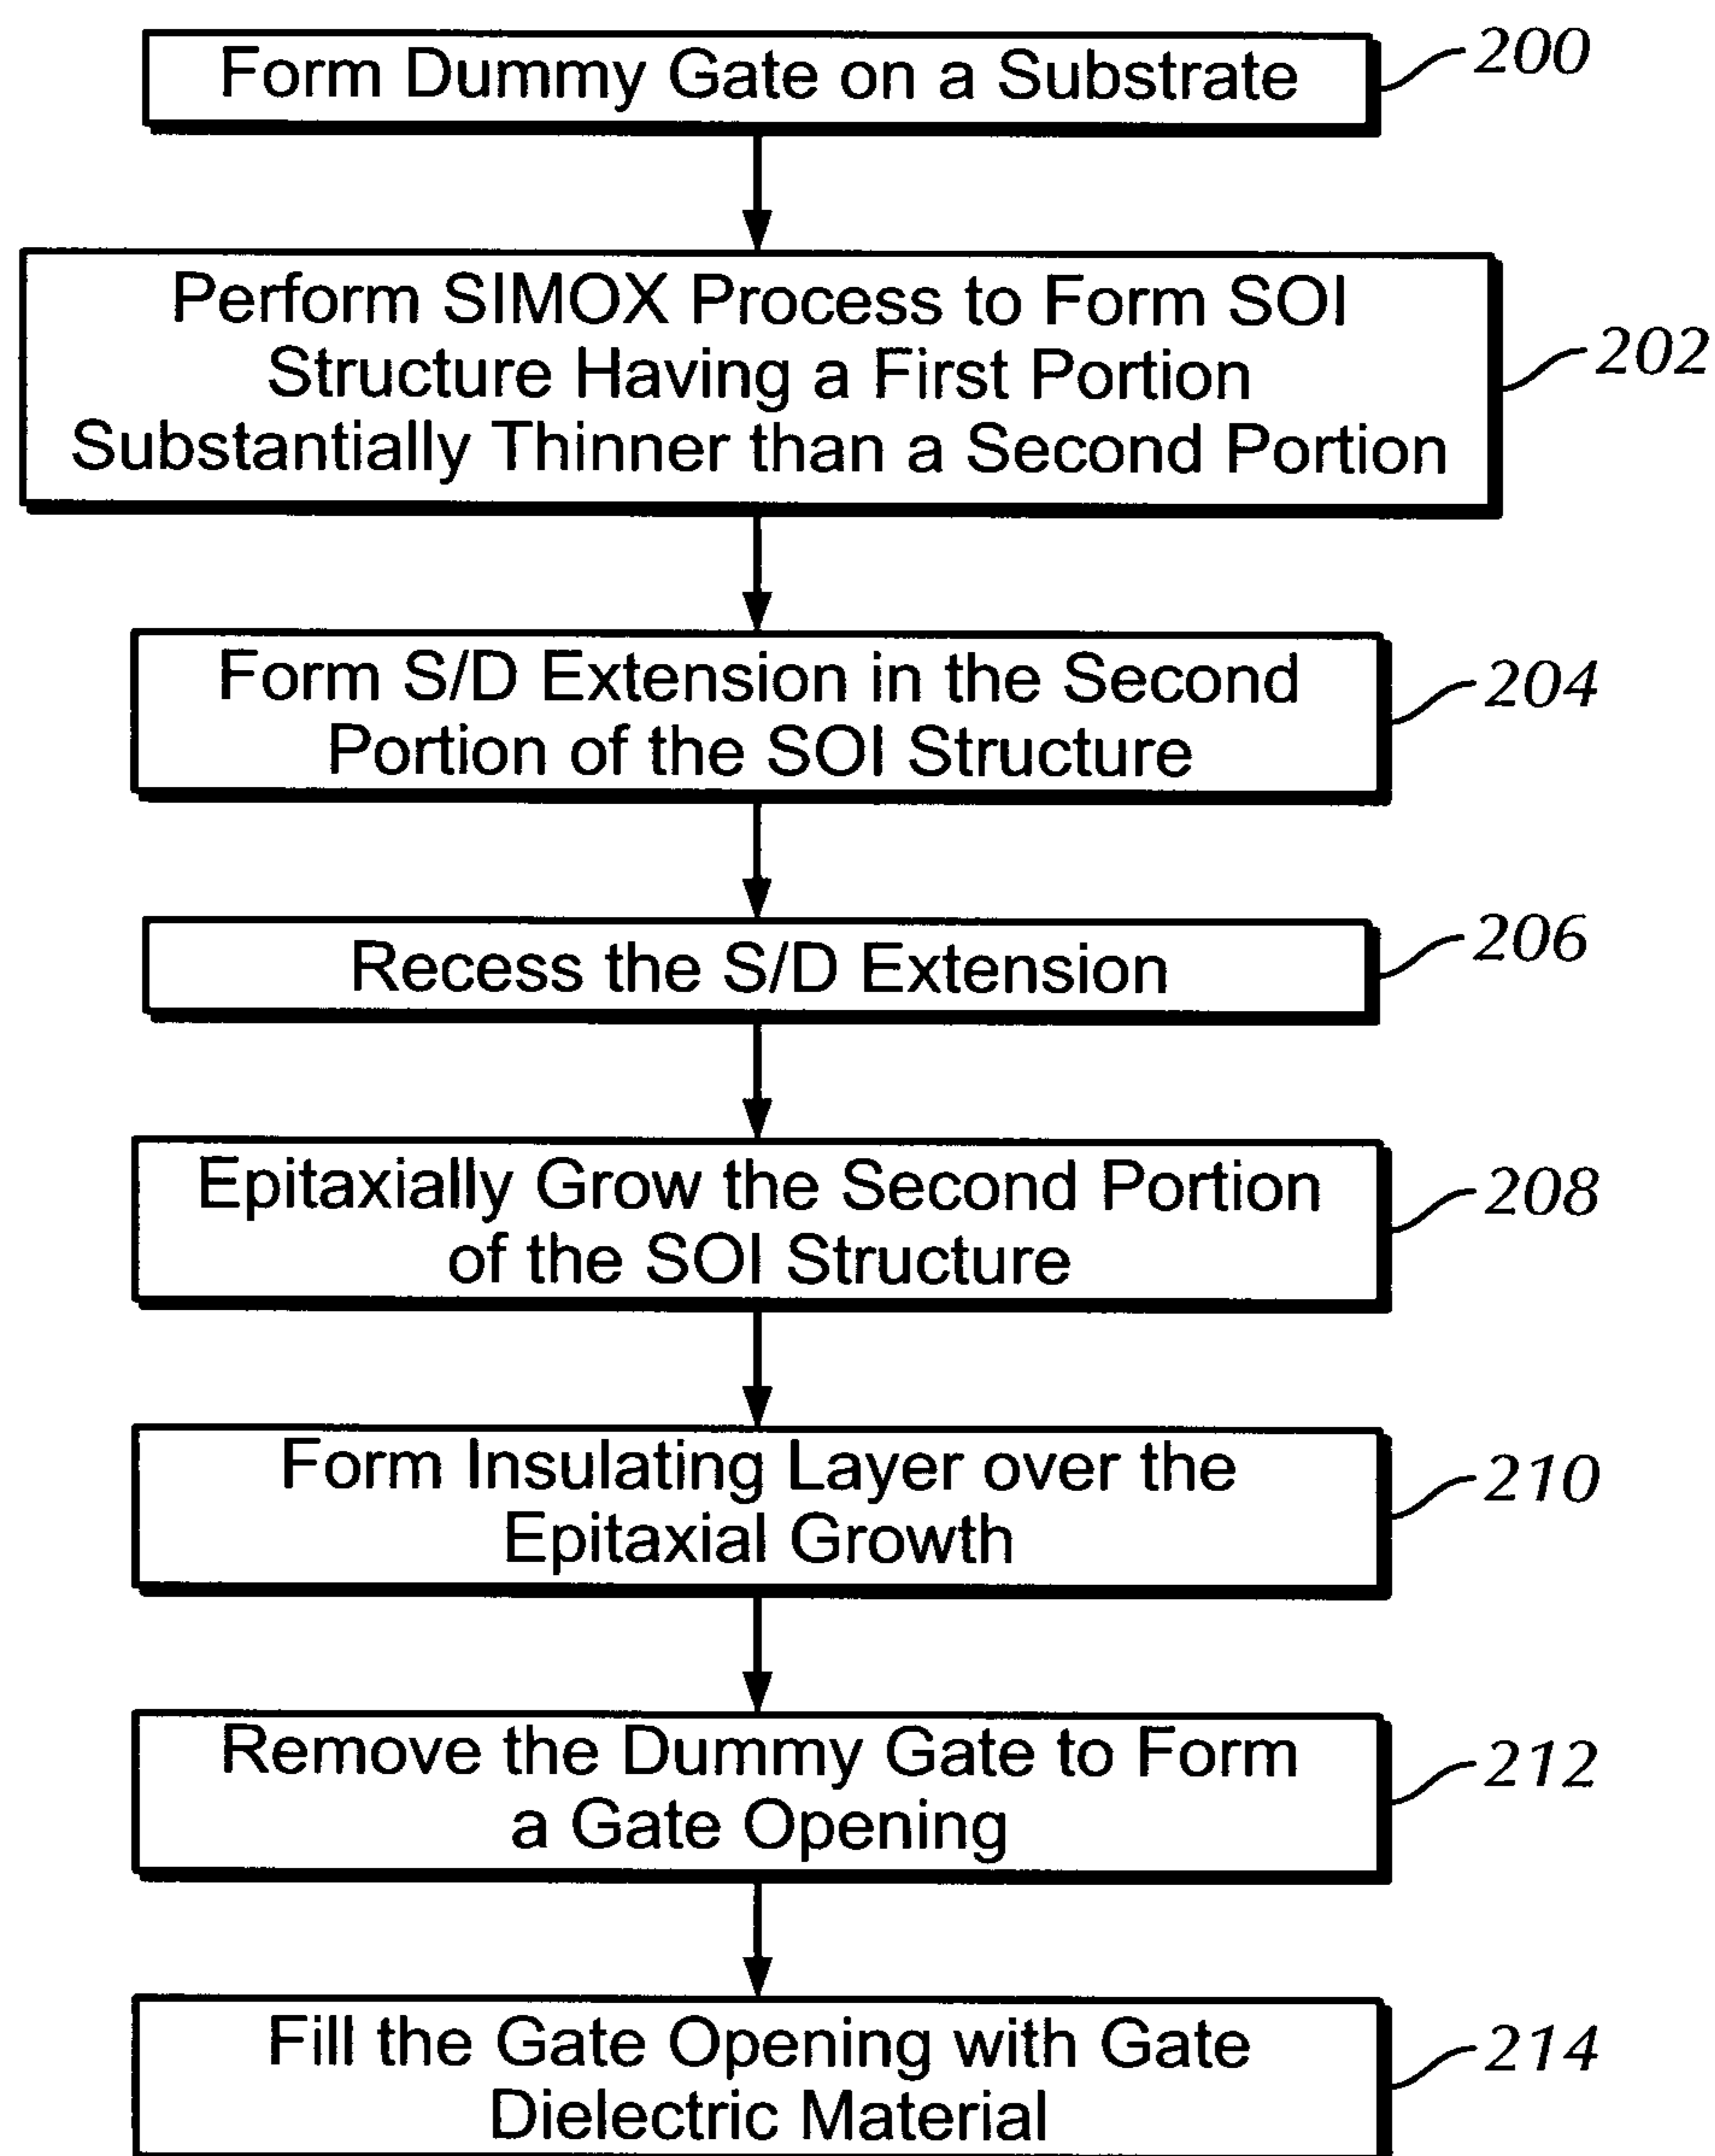 Form Dummy Gate on a Substrate
200
Perform SIMOX Process to Form SOI
Structure Having a First Portion
Substantially Thinner than a Second Portion
202
Form S/D Extension in the Second
Portion of the SOI Structure
204
Recess the S/D Extension
206
Epitaxially Grow the Second Portion
of the SOI Structure
208
Form Insulating Layer over the
Epitaxial Growth
210
Remove the Dummy Gate to Form
a Gate Opening
212
Fill the Gate Opening with Gate
Dielectric Material
214